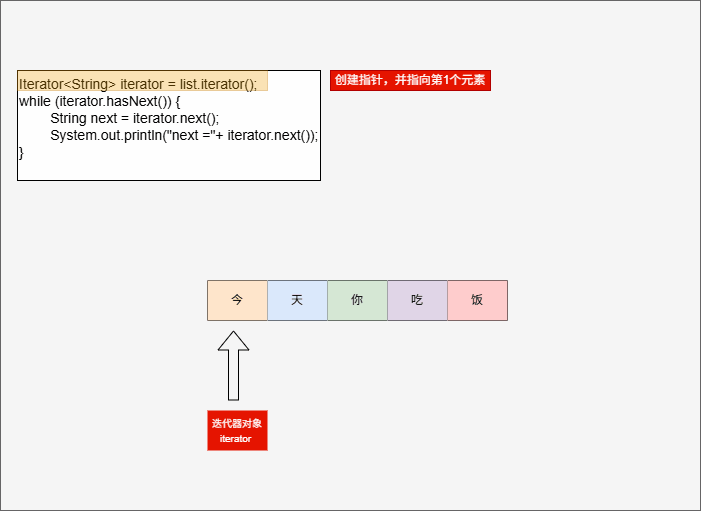 Iterator<String> iterator = list.iterator();
while (iterator.hasNext()) {
String next = iterator.next();
System.out.println("next ="+ iterator.next());
}
创建指针，并指向第1个元素
今 天 你 吃 饭
迭代器对象
iterator